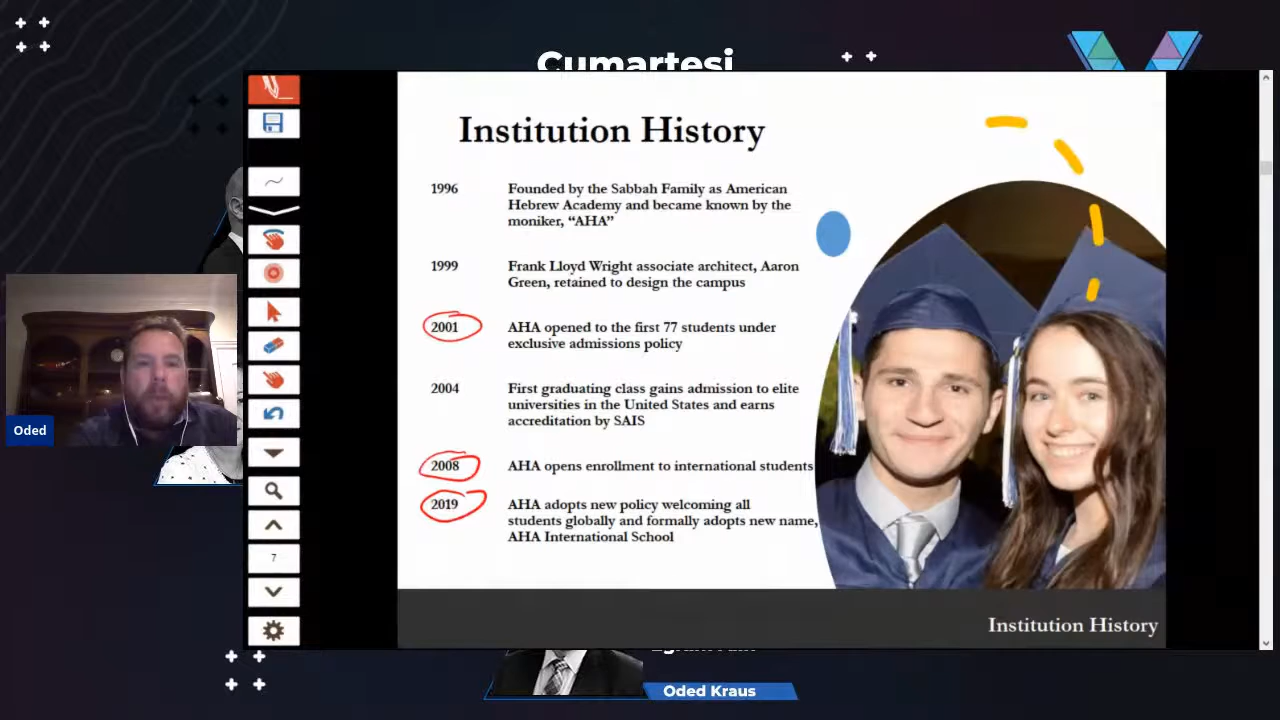 Cumartesi
Institution History
1996
Founded by the Sabbah Family as American
Hebrew Academy and became known by the
moniker, “AHA”
1999
Frank Lloyd Wright associate architect, Aaron
Green, retained to design the campus
2001
AHA opened to the first 77 students under
exclusive admissions policy
2004
First graduating class gains admission to elite
universities in the United States and earns
accreditation by SAIS
2008
AHA opens enrollment to international students
2019
AHA adopts new policy welcoming all
students globally and formally adopts new name,
AHA International School
Institution History
7
Oded
Oded Kraus